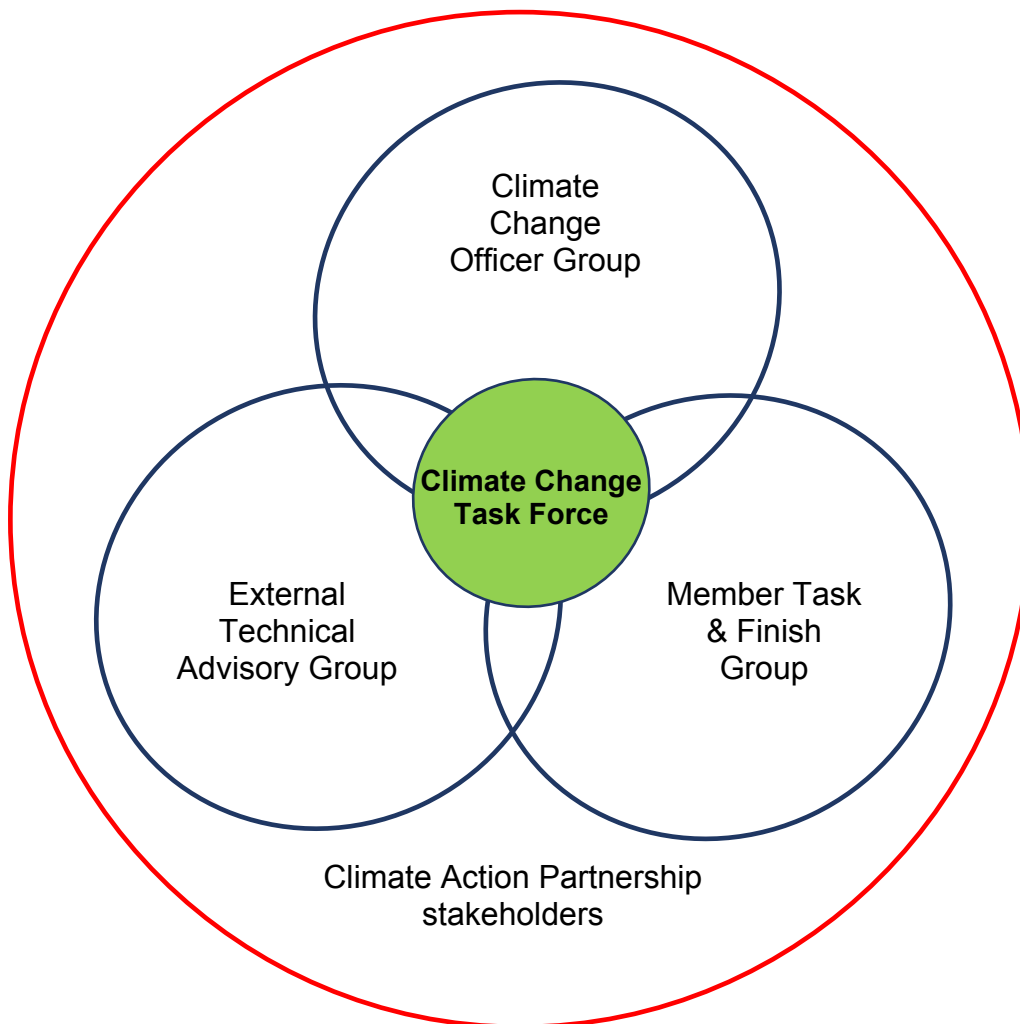 Climate
Change
Officer Group
Climate Change
Task Force
External
Technical
Advisory Group
Member Task
& Finish
Group
Climate Action Partnership
stakeholders